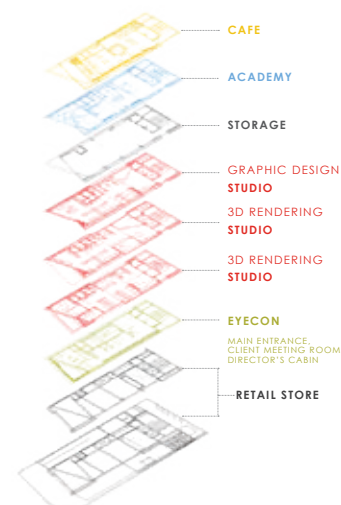 CAFE
ACADEMY
STORAGE
GRAPHIC DESIGN
STUDIO
3D RENDERING
STUDIO
3D RENDERING
STUDIO
EYECON
MAIN ENTRANCE,
CLIENT MEETING ROOM
DIRECTOR'S CABIN
RETAIL STORE